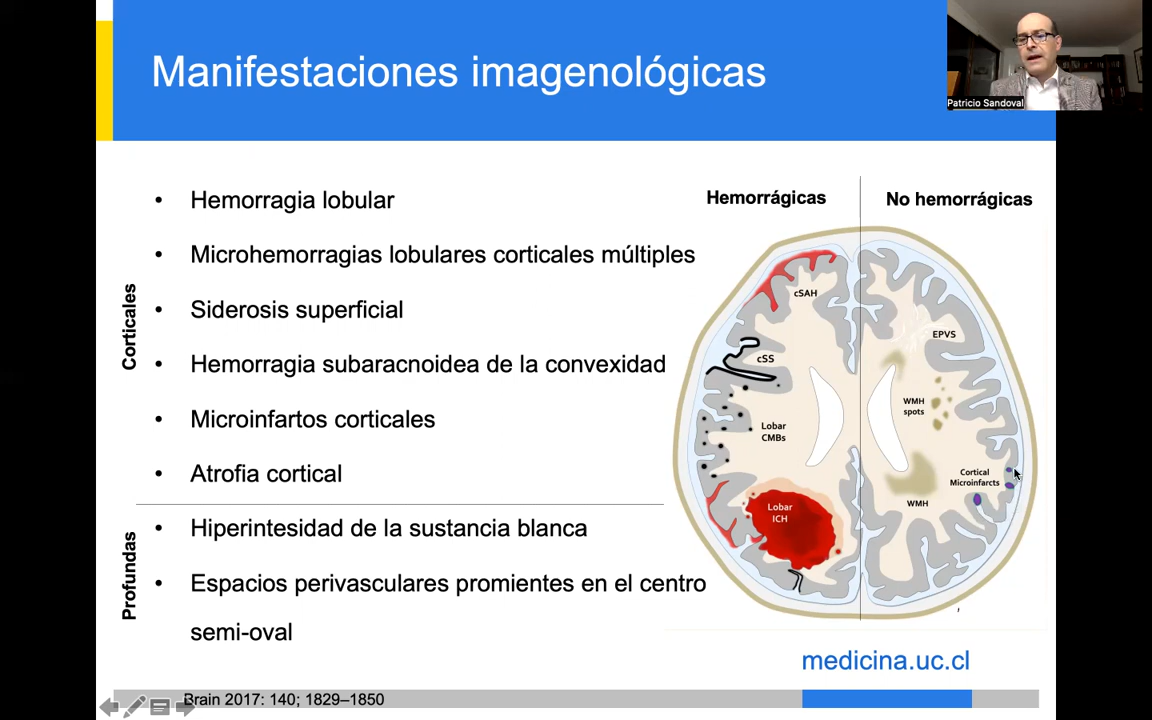 Manifestaciones imagenológicas
Patricio Sandoval
Corticales
• Hemorragia lobular
• Microhemorragias lobulares corticales múltiples
• Siderosis superficial
• Hemorragia subaracnoidea de la convexidad
• Microinfartos corticales
• Atrofia cortical
Profundas
• Hiperintesidad de la sustancia blanca
• Espacios perivasculares promientes en el centro
semi-oval
Hemorrágicas
No hemorrágicas
cSAH
EPVS
cSS
WMH
spots
Lobar
CMBs
Cortical
Microinfarcts
WMH
Lobar
ICH
medicina.uc.cl
Brain 2017: 140; 1829–1850